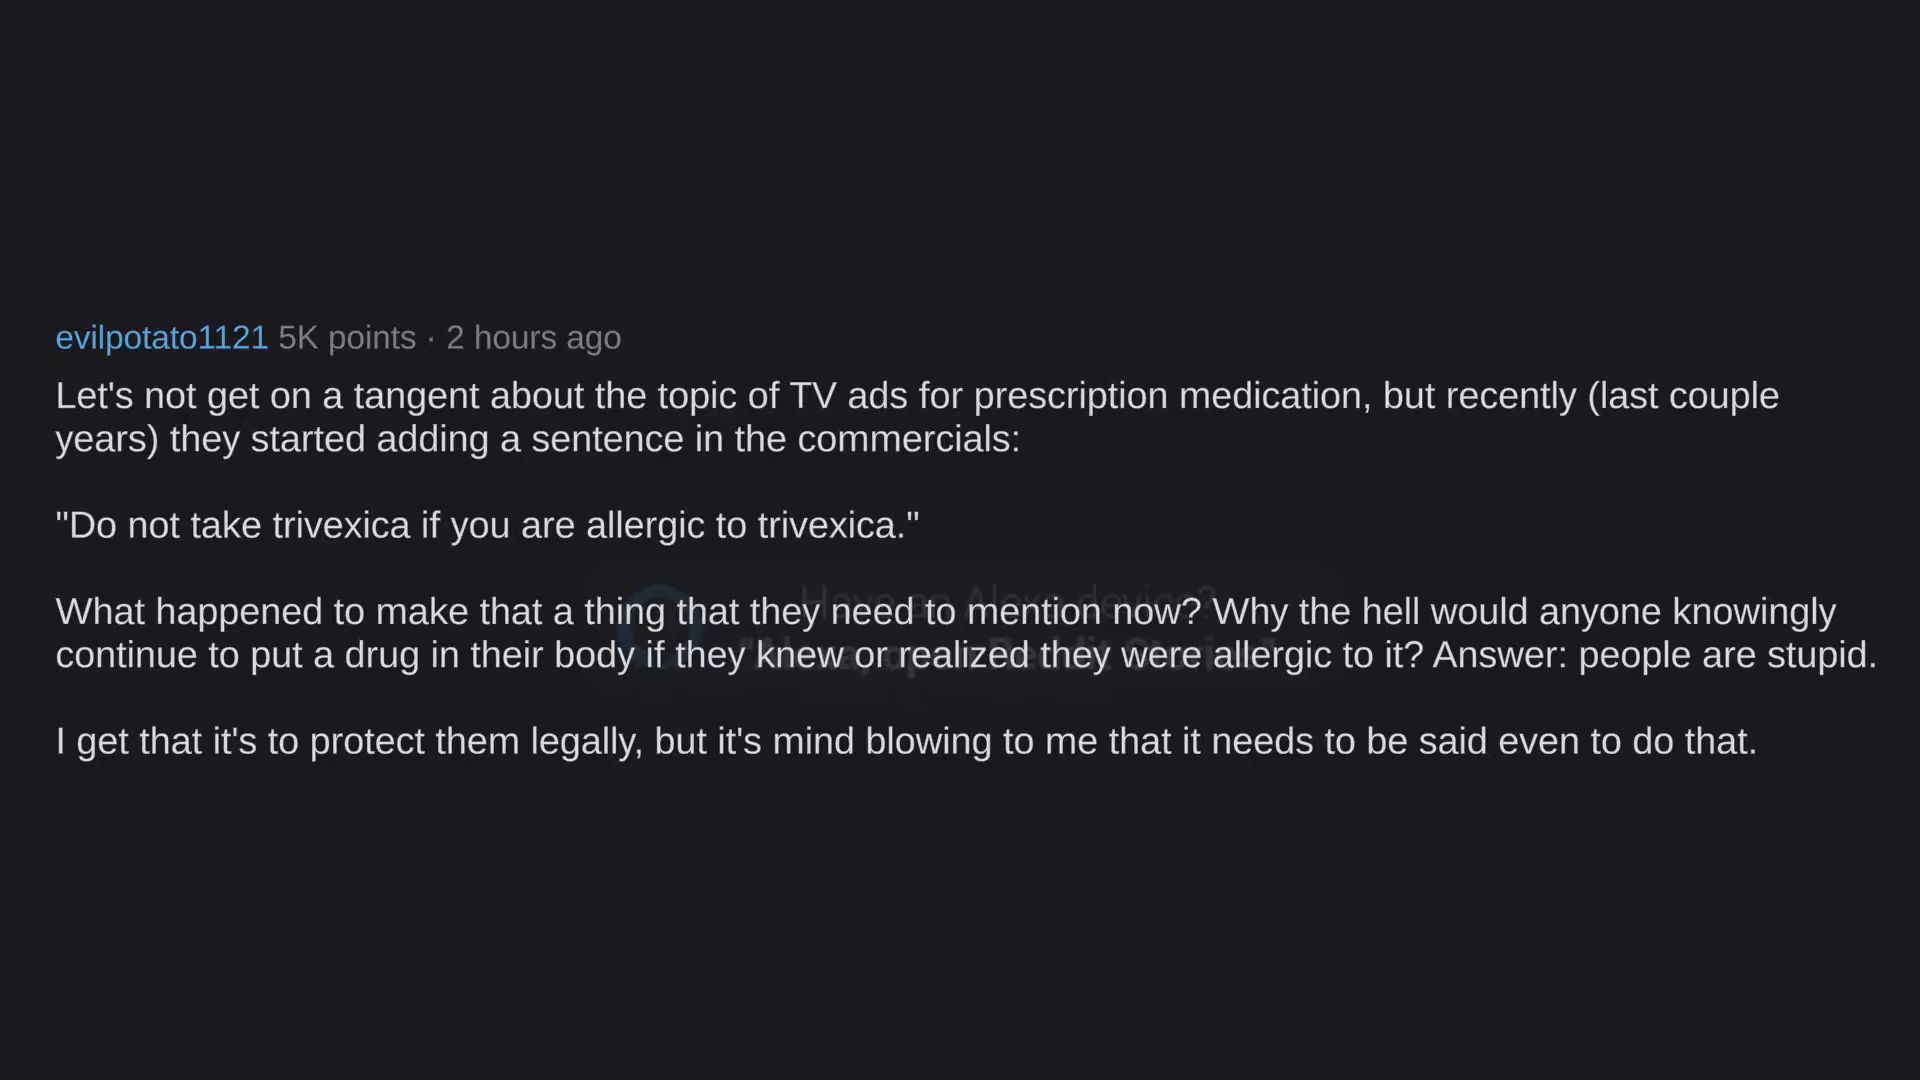 evilpotato1121 5K points · 2 hours ago
Let's not get on a tangent about the topic of TV ads for prescription medication, but recently (last couple
years) they started adding a sentence in the commercials:
"Do not take trivexica if you are allergic to trivexica."
Have an Alexa device?
What happened to make that a thing that they need to mention now? Why the hell would anyone knowingly
continue to put a drug in their body if they knew or realized they were allergic to it? Answer: people are stupid.
I get that it's to protect them legally, but it's mind blowing to me that it needs to be said even to do that.